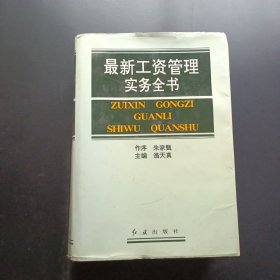 最新工资管理
实务全书
ZUIXIN GONGZI
GUANLI
SHIWU QUANSHU
作序 朱家甄
主编 潘天真
红旗出版社